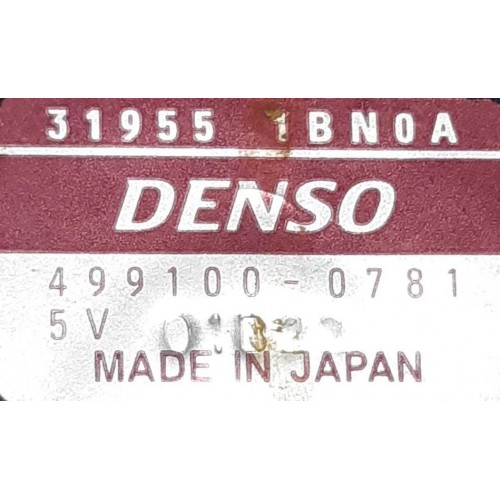 31955 1BN0A
DENSO
499100-0781
5V
MADE IN JAPAN